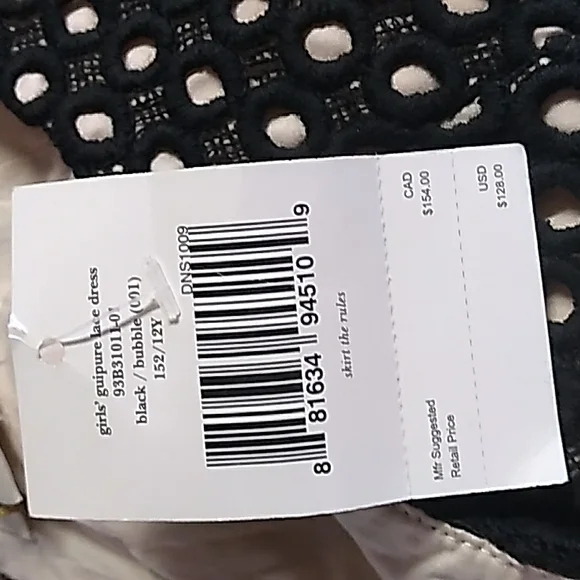 girls' guipure lace dress
93B31011-01
black / bubble (001)
152/12Y
DNS1009
8 81634 94510 9
skirt the rules
Mfr Suggested
Retail Price
CAD
$154.00
USD
$128.00